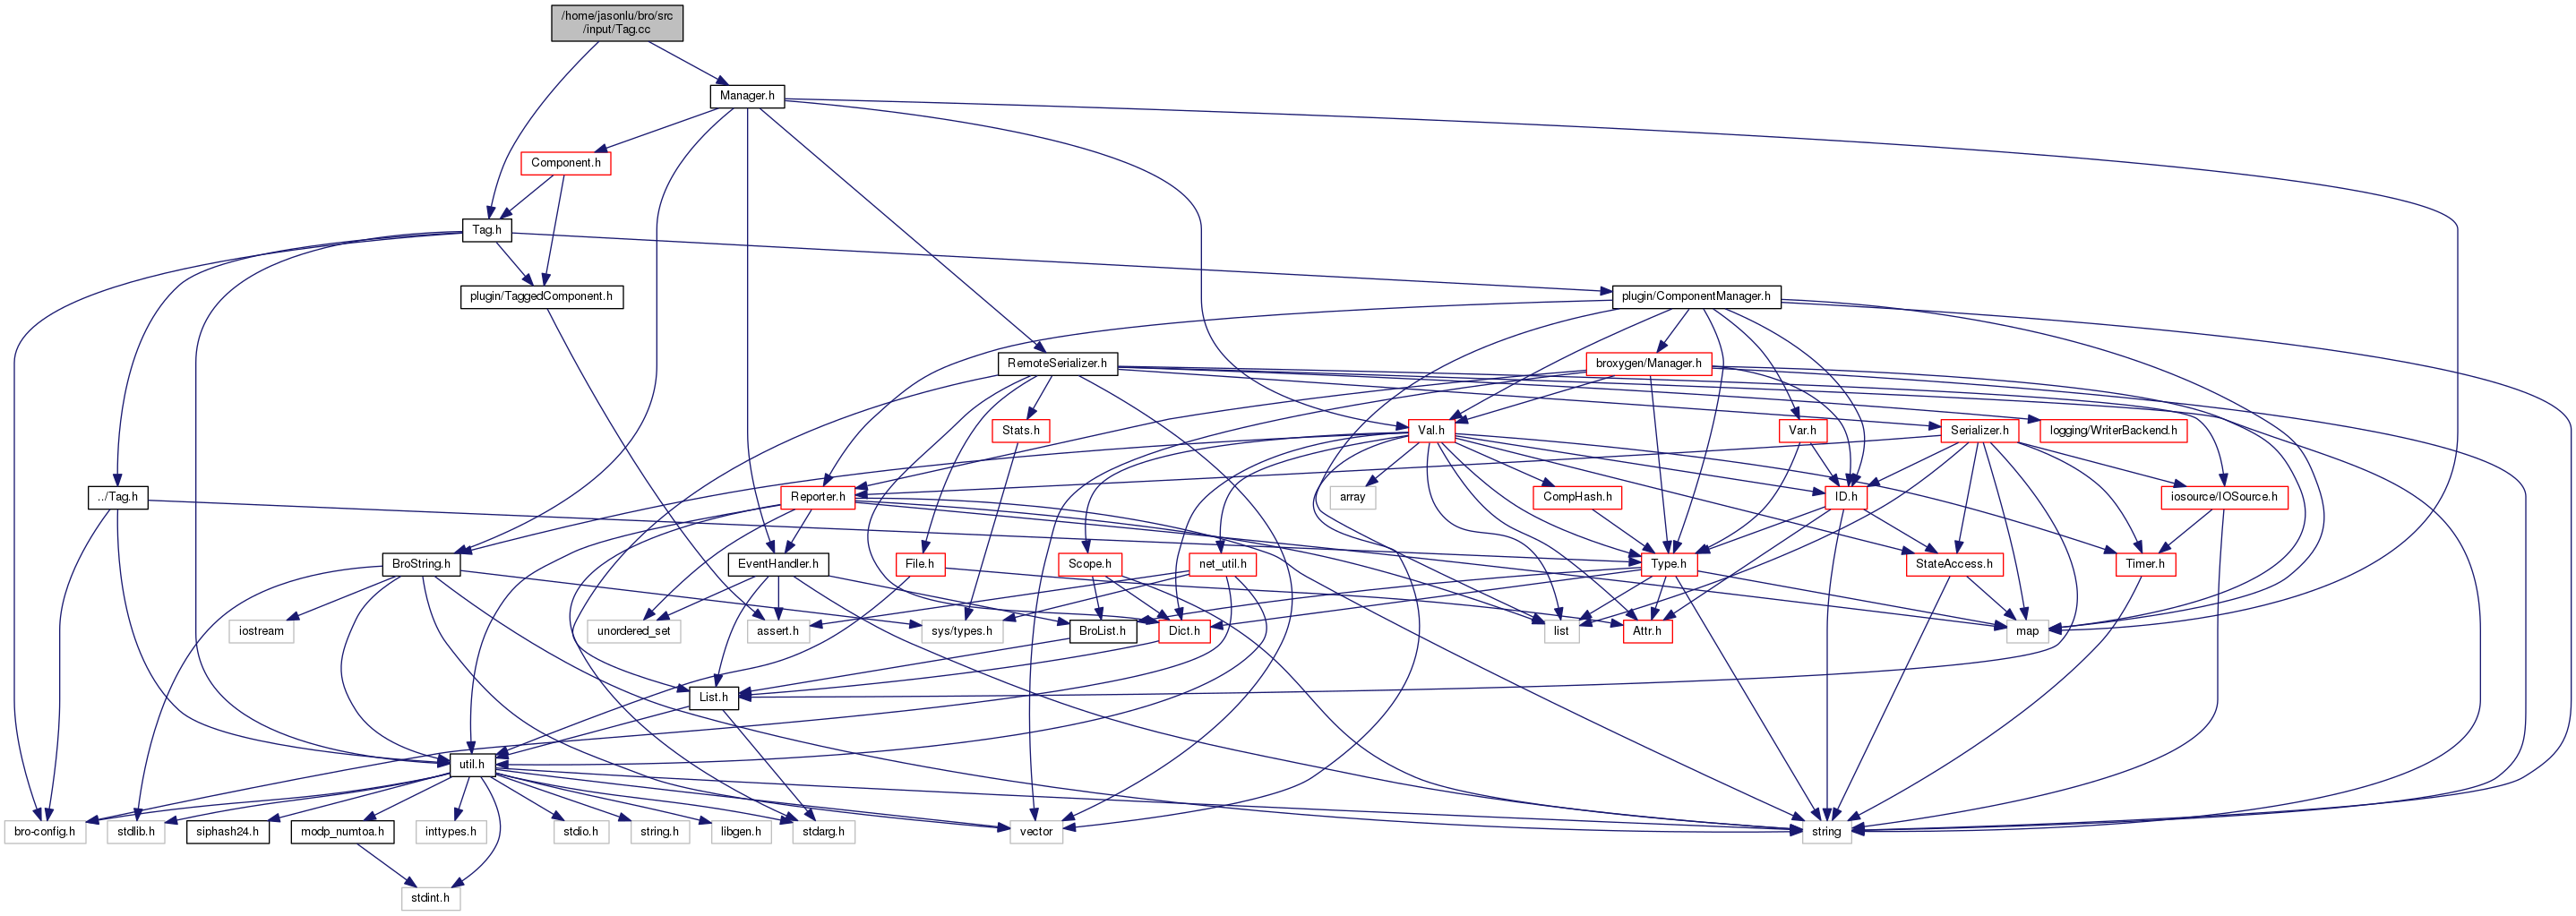 /home/jasonlu/bro/src
/input/Tag.cc
Manager.h
Component.h
Tag.h
plugin/TaggedComponent.h
plugin/ComponentManager.h
RemoteSerializer.h
broxygen/Manager.h
Stats.h
Val.h
Var.h
Serializer.h
logging/WriterBackend.h
../Tag.h
Reporter.h
array
CompHash.h
ID.h
iosource/IOSource.h
BroString.h
EventHandler.h
File.h
Scope.h
net_util.h
Type.h
StateAccess.h
Timer.h
iostream
unordered_set
assert.h
sys/types.h
BroList.h
Dict.h
list
Attr.h
map
List.h
util.h
bro-config.h
stdlib.h
siphash24.h
modp_numtoa.h
inttypes.h
stdio.h
string.h
libgen.h
stdarg.h
vector
string
stdint.h